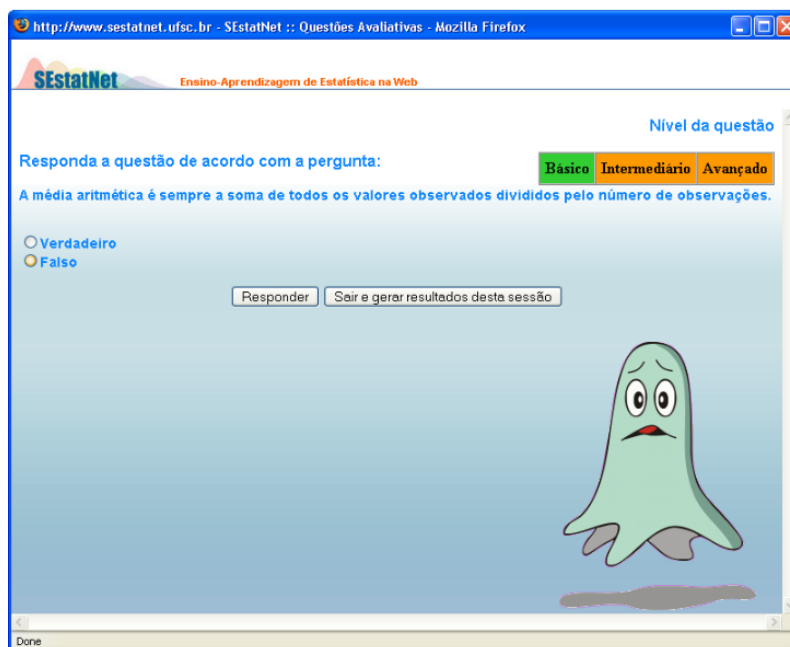 http://www.sestatnet.ufsc.br - SEstatNet :: Questões Avaliativas - Mozilla Firefox
SEstatNet
Ensino-Aprendizagem de Estatística na Web
Nível da questão
Responda a questão de acordo com a pergunta:
Básico Intermediário Avançado
A média aritmética é sempre a soma de todos os valores observados divididos pelo número de observações.
Verdadeiro
Falso
Responder Sair e gerar resultados desta sessão
Done